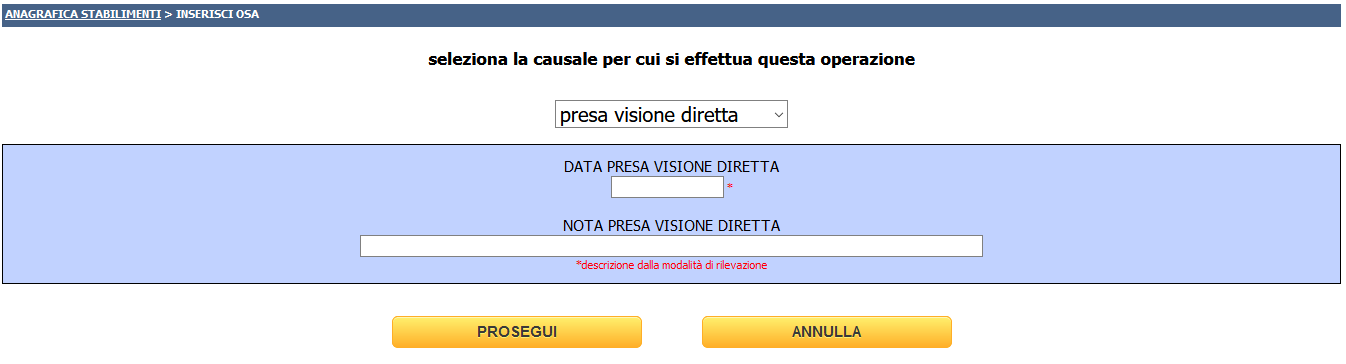 ANAGRAFICA STABILIMENTI > INSERISCI OSA
seleziona la causale per cui si effettua questa operazione
presa visione diretta
DATA PRESA VISIONE DIRETTA
*
NOTA PRESA VISIONE DIRETTA
*descrizione dalla modalità di rilevazione
PROSEGUI ANNULLA